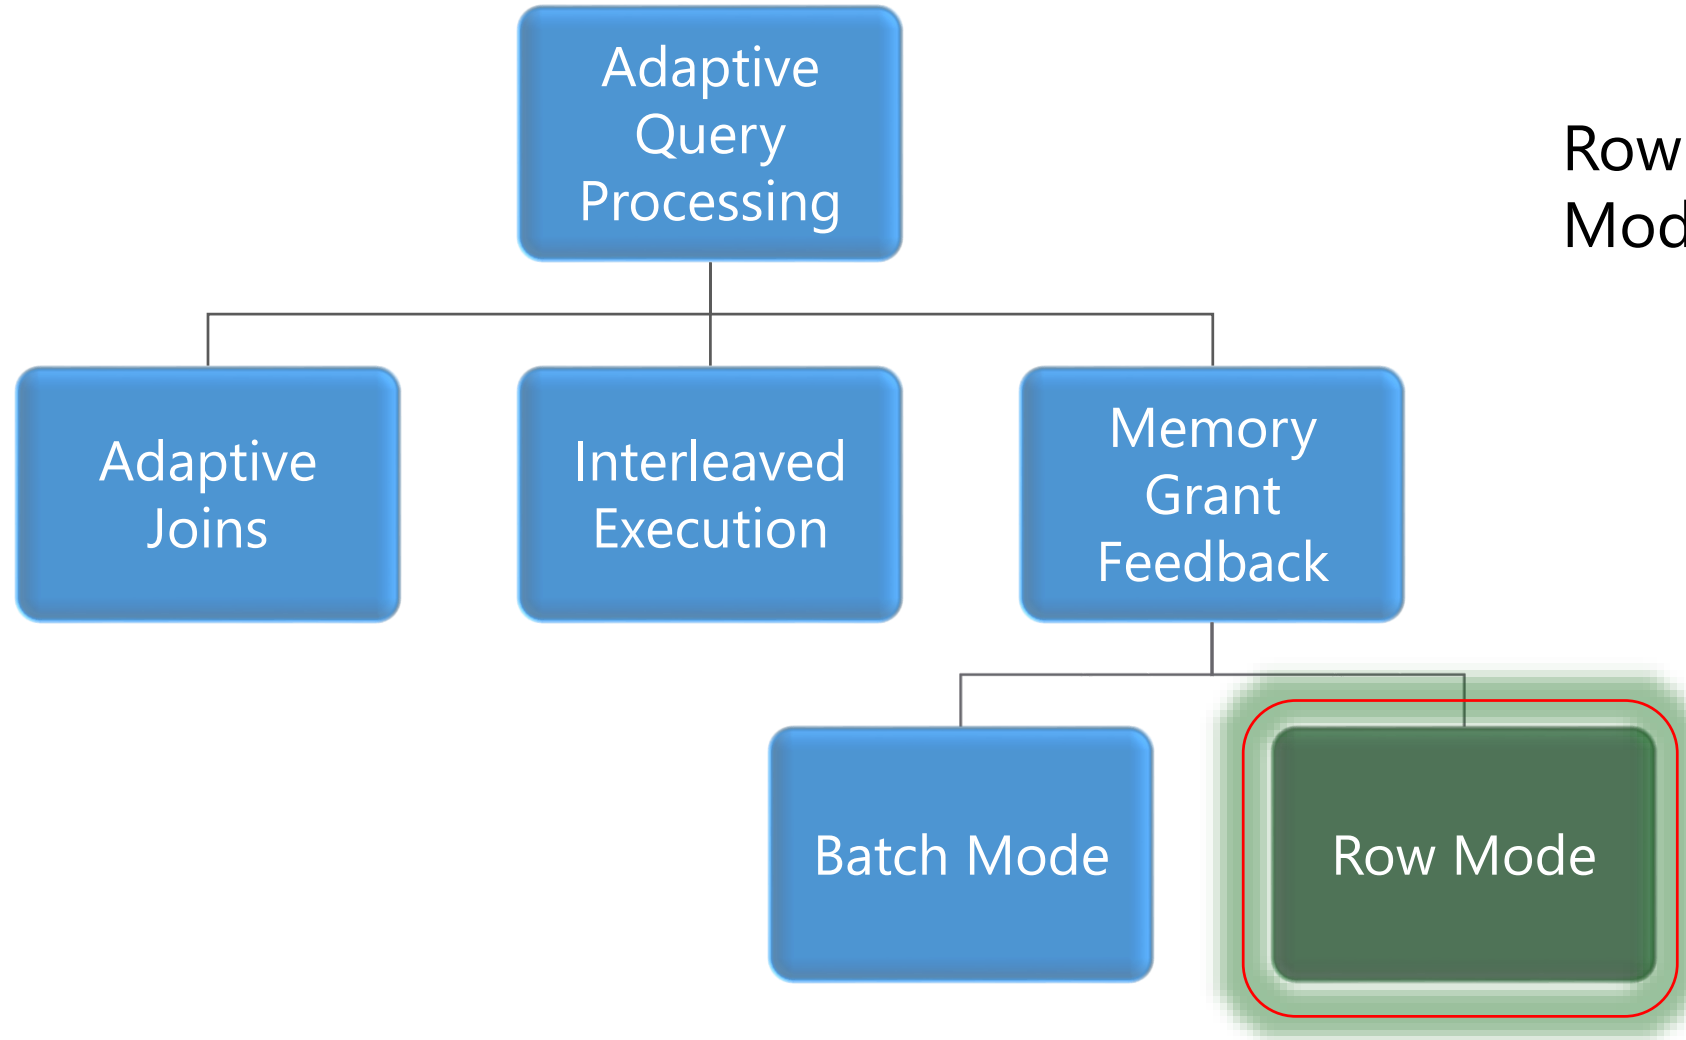 Adaptive
Query
Processing
Row
Adaptive
Joins
Interleaved
Execution
Memory
Grant
Feedback
Batch Mode
Row Mode